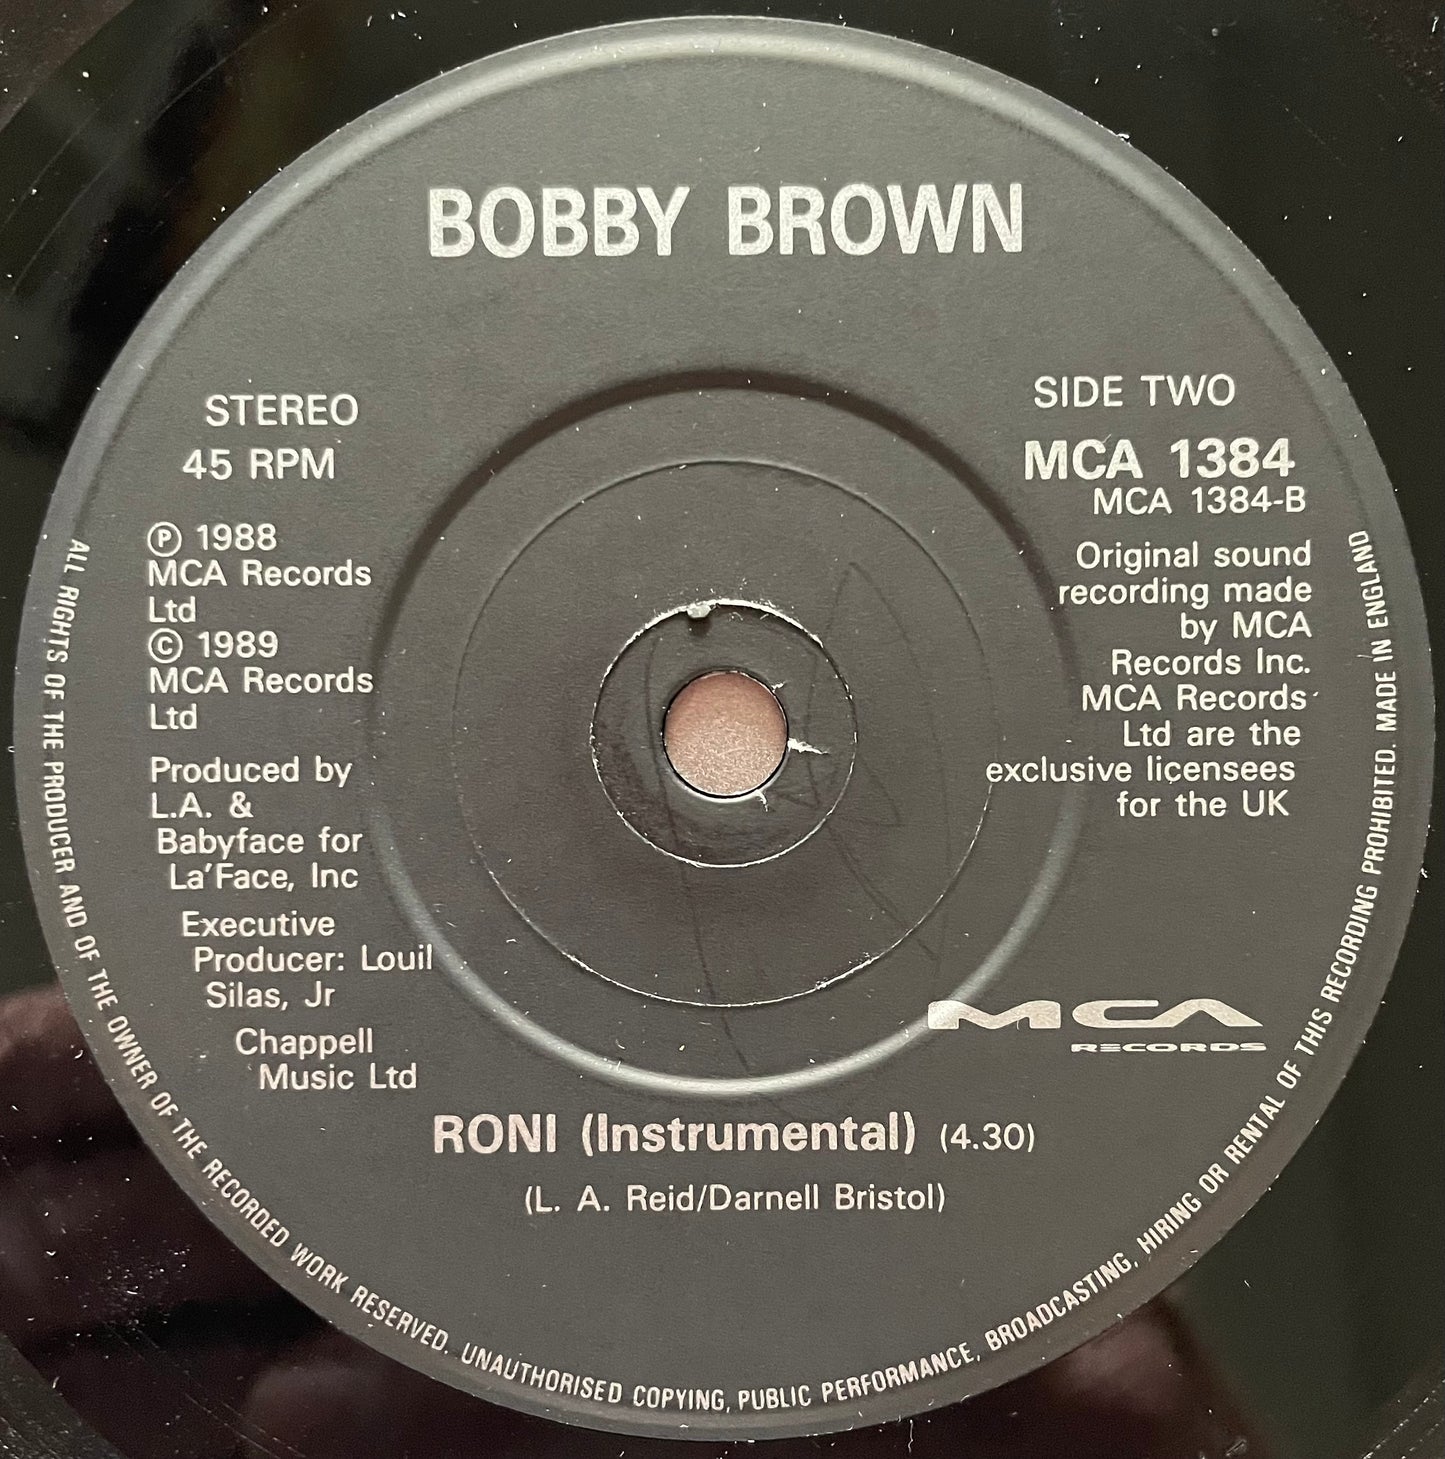 BOBBY BROWN
STEREO
45 RPM
Ⓟ 1988
MCA Records
Ltd
© 1989
MCA Records
Ltd
Produced by
L.A. &
Babyface for
La'Face, Inc
Executive
Producer: Louil
Silas, Jr
Chappell
Music Ltd
SIDE TWO
MCA 1384
MCA 1384-B
Original sound
recording made
by MCA
Records Inc.
MCA Records
Ltd are the
exclusive licensees
for the UK
MCA
RECORDS
RONI (Instrumental) (4.30)
(L. A. Reid/Darnell Bristol)
ALL RIGHTS OF THE PRODUCER AND OF THE OWNER OF THE RECORDED WORK RESERVED. UNAUTHORISED COPYING, PUBLIC PERFORMANCE, BROADCASTING, HIRING OR RENTAL OF THIS RECORDING PROHIBITED. MADE IN ENGLAND